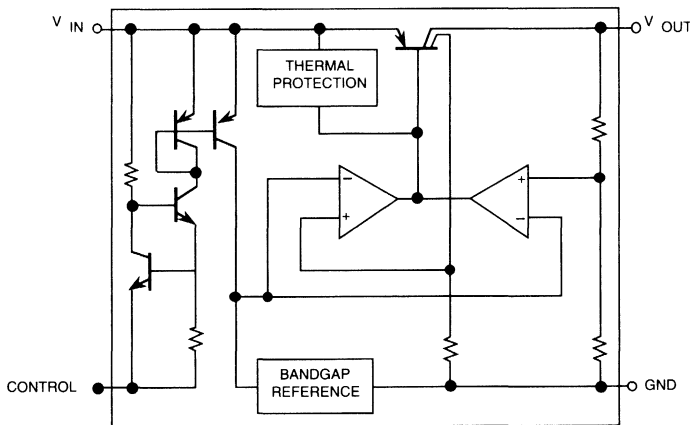 V IN
V OUT
THERMAL
PROTECTION
−
+
+
−
BANDGAP
REFERENCE
CONTROL
GND